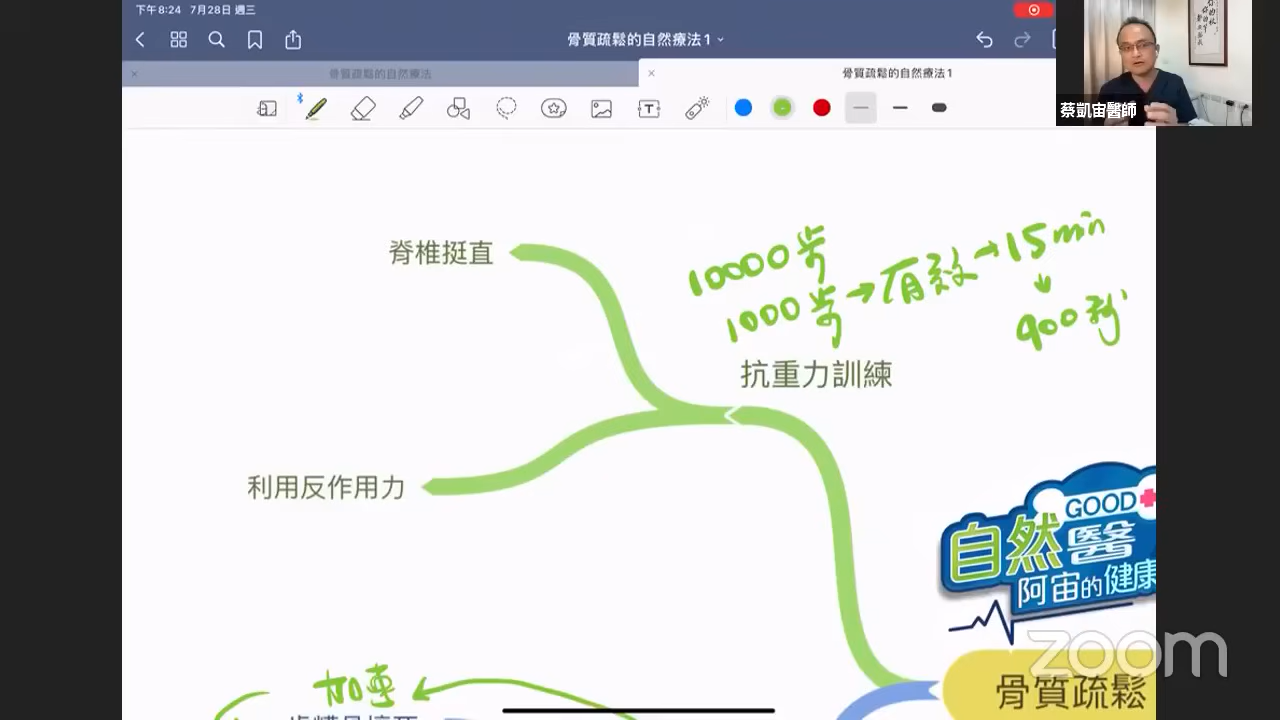 下午8:24 7月28日 週三
骨質疏鬆的自然療法1
骨質疏鬆的自然療法
骨質疏鬆的自然療法1
蔡凱宙醫師
脊椎挺直
10000步
1000步→有效→15min
↓
900秒
抗重力訓練
利用反作用力
GOOD
自然醫
阿宙的健康
zoom
加速
骨質疏鬆